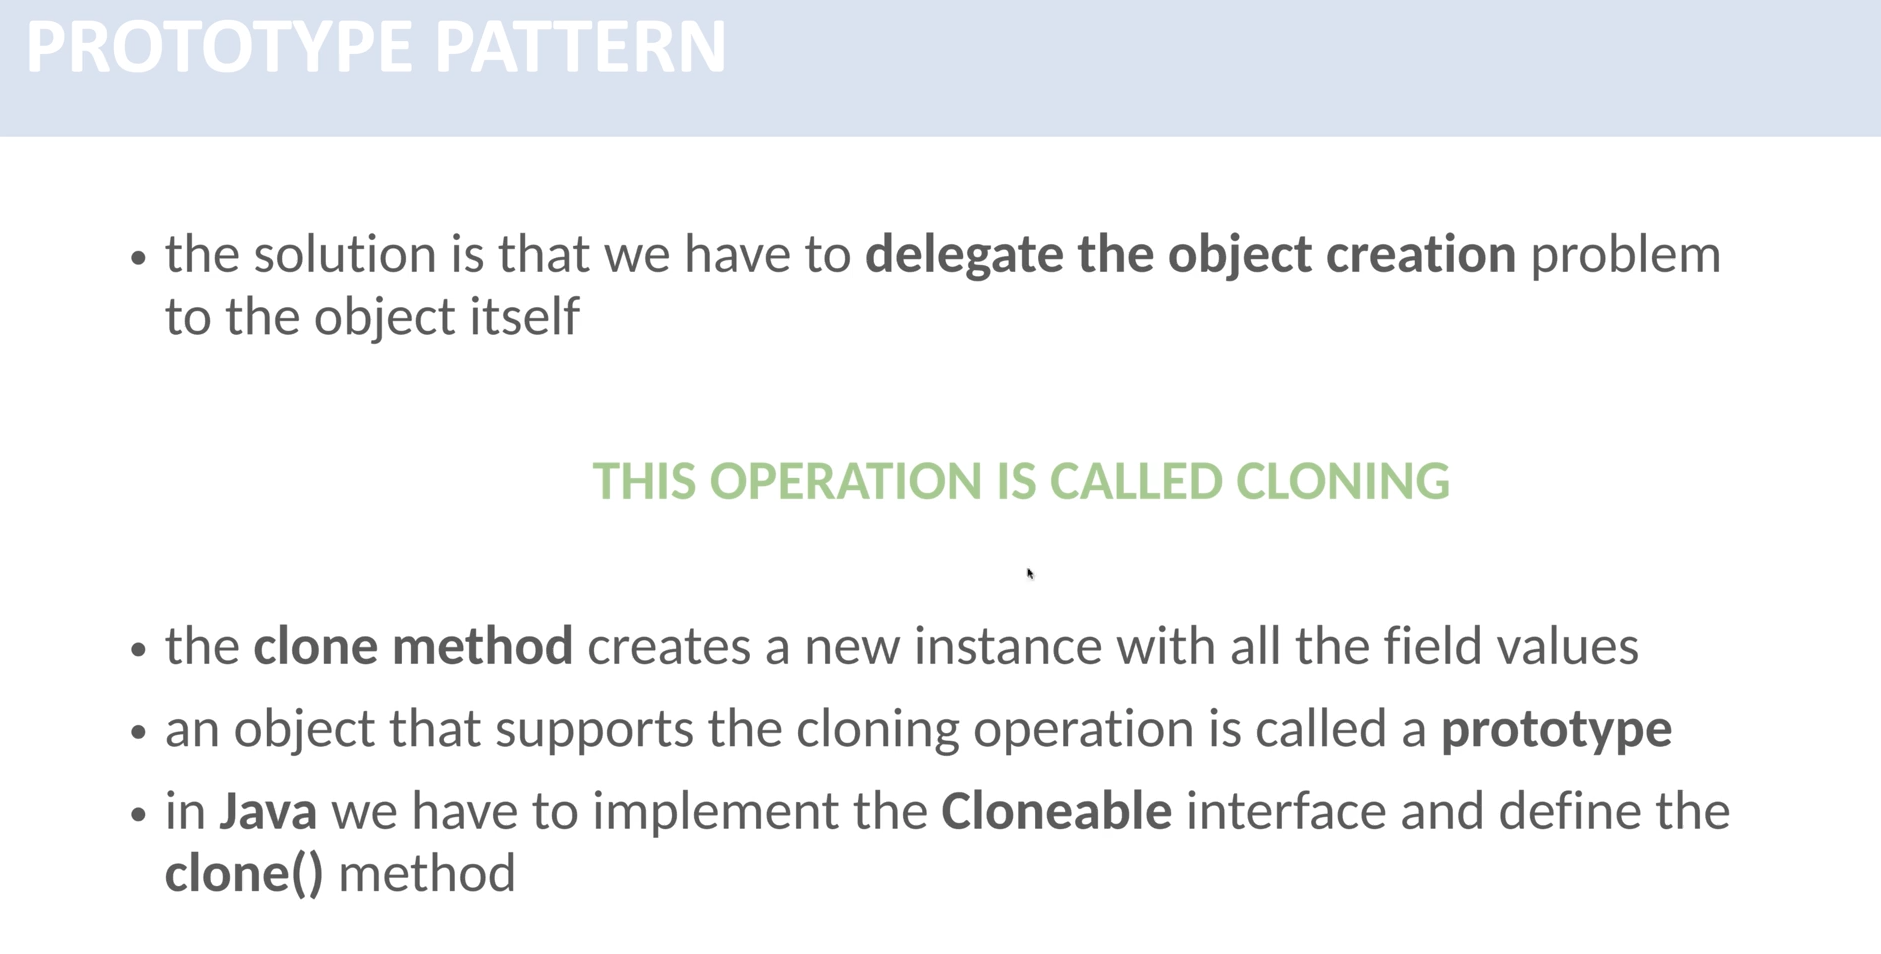 PROTOTYPE PATTERN
• the solution is that we have to delegate the object creation problem
to the object itself
THIS OPERATION IS CALLED CLONING
• the clone method creates a new instance with all the field values
• an object that supports the cloning operation is called a prototype
• in Java we have to implement the Cloneable interface and define the
clone() method